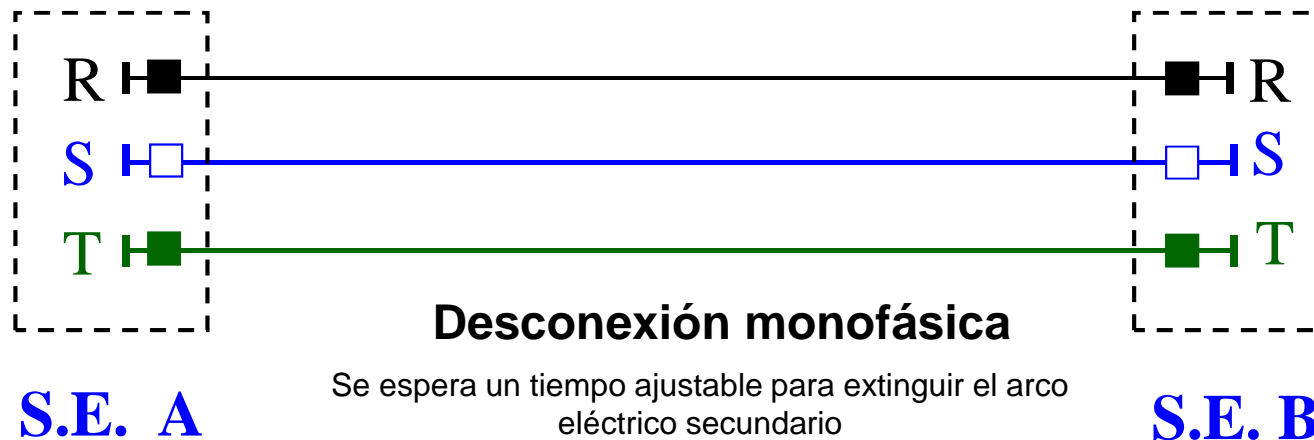 R R
S S
T T
Desconexión monofásica
Se espera un tiempo ajustable para extinguir el arco
eléctrico secundario
S.E. A S.E. B